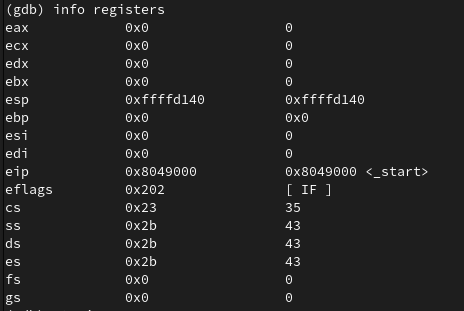 (gdb) info registers
eax 0x0 0
ecx 0x0 0
edx 0x0 0
ebx 0x0 0
esp 0xffffd140 0xffffd140
ebp 0x0 0x0
esi 0x0 0
edi 0x0 0
eip 0x8049000 0x8049000 <_start>
eflags 0x202 [ IF ]
cs 0x23 35
ss 0x2b 43
ds 0x2b 43
es 0x2b 43
fs 0x0 0
gs 0x0 0